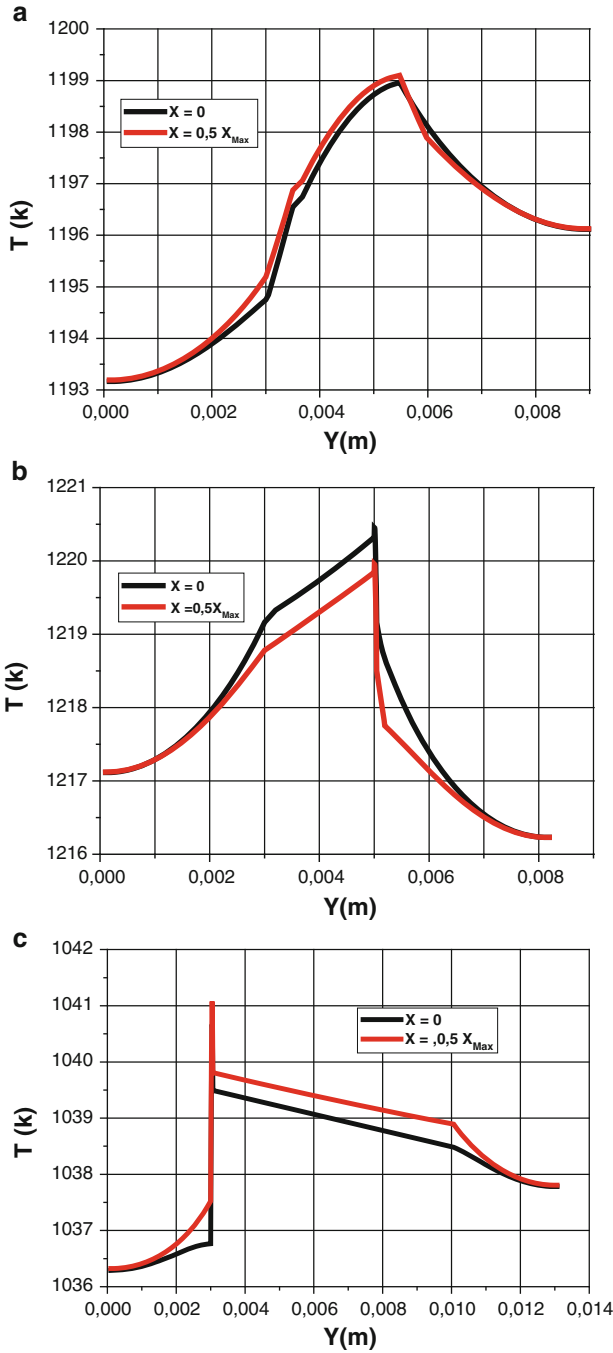 a
1200
1199
1198
1197
1196
1195
1194
1193
T (k)
X = 0
X = 0,5 XMax
0,000 0,002 0,004 0,006 0,008
Y(m)
b
1221
1220
1219
1218
1217
1216
T (k)
X = 0
X =0,5XMax
0,000 0,002 0,004 0,006 0,008
Y(m)
c
1042
1041
1040
1039
1038
1037
1036
T (k)
X = 0
X = ,0,5 XMax
0,000 0,002 0,004 0,006 0,008 0,010 0,012 0,014
Y(m)